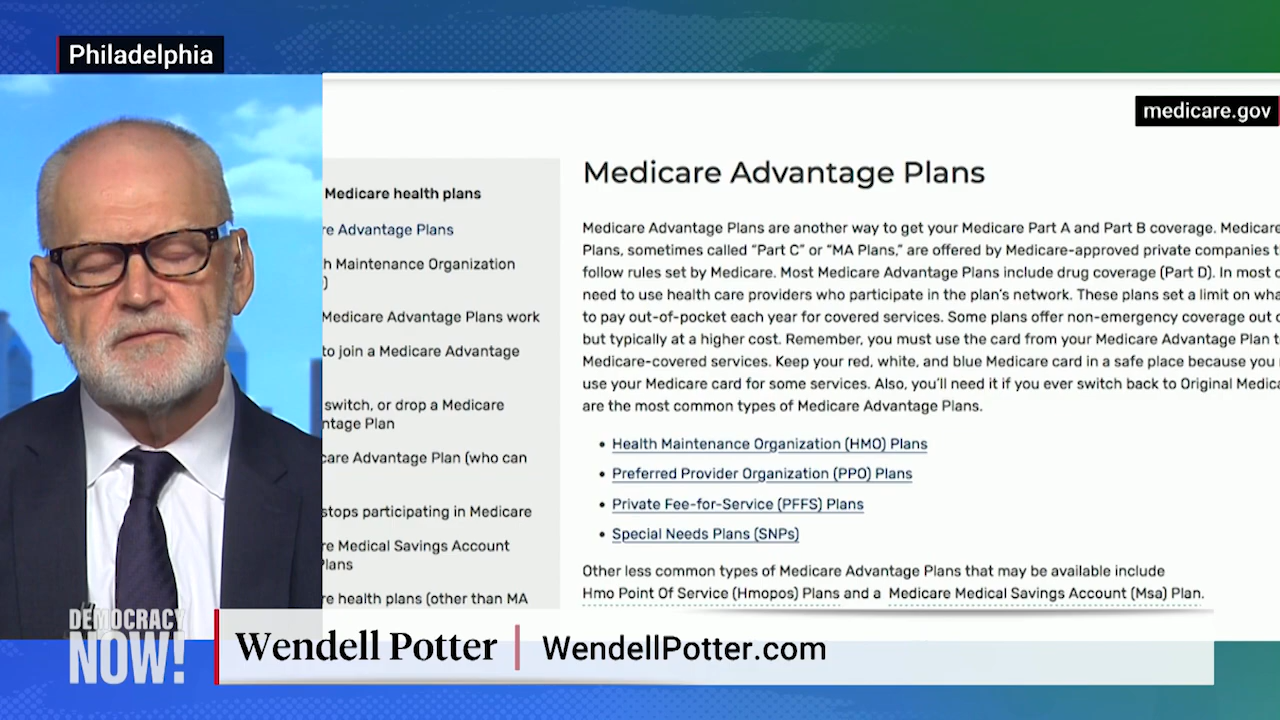 Philadelphia
medicare.gov
Medicare health plans
re Advantage Plans
h Maintenance Organization
)
Medicare Advantage Plans work
to join a Medicare Advantage
switch, or drop a Medicare
ntage Plan
care Advantage Plan (who can
stops participating in Medicare
re Medical Savings Account
Plans
re health plans (other than MA
Medicare Advantage Plans
Medicare Advantage Plans are another way to get your Medicare Part A and Part B coverage. Medicare
Plans, sometimes called “Part C” or “MA Plans,” are offered by Medicare-approved private companies t
follow rules set by Medicare. Most Medicare Advantage Plans include drug coverage (Part D). In most c
need to use health care providers who participate in the plan's network. These plans set a limit on wha
to pay out-of-pocket each year for covered services. Some plans offer non-emergency coverage out o
but typically at a higher cost. Remember, you must use the card from your Medicare Advantage Plan t
Medicare-covered services. Keep your red, white, and blue Medicare card in a safe place because you
use your Medicare card for some services. Also, you'll need it if you ever switch back to Original Medica
are the most common types of Medicare Advantage Plans.
• Health Maintenance Organization (HMO) Plans
• Preferred Provider Organization (PPO) Plans
• Private Fee-for-Service (PFFS) Plans
• Special Needs Plans (SNPs)
Other less common types of Medicare Advantage Plans that may be available include
Hmo Point Of Service (Hmopos) Plans and a Medicare Medical Savings Account (Msa) Plan.
DEMOCRACY
NOW!
Wendell Potter | WendellPotter.com